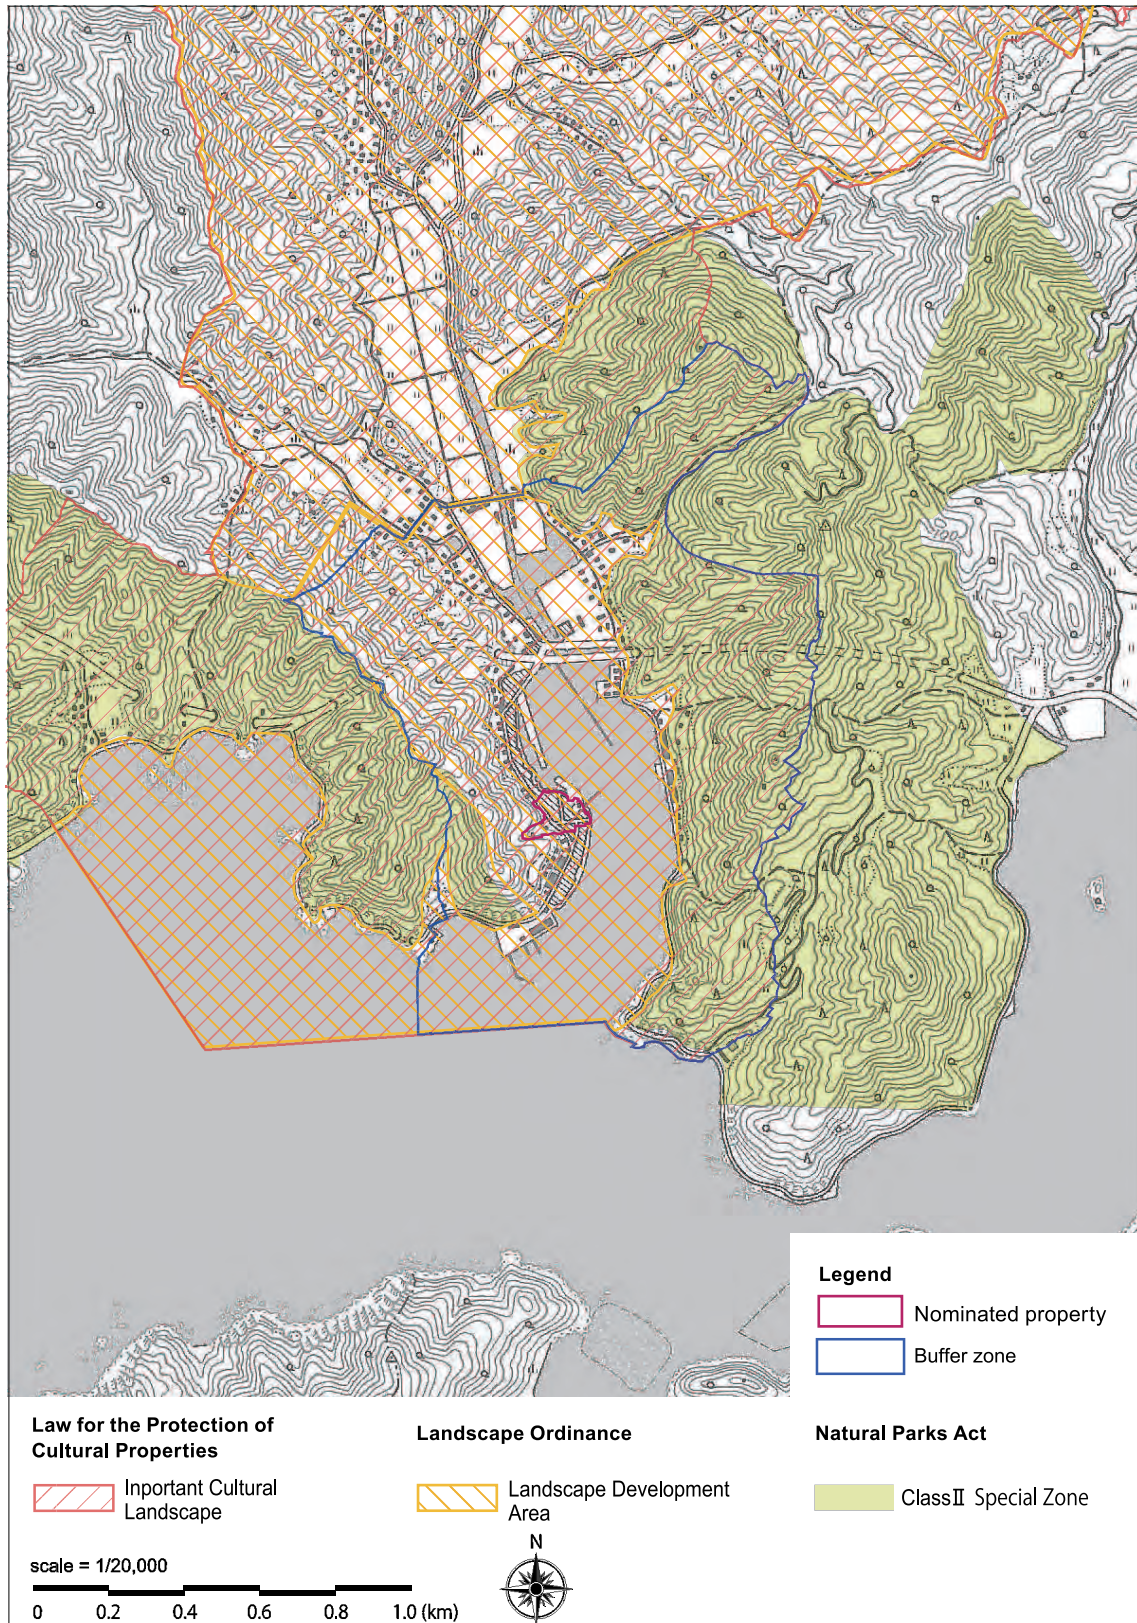 Legend
Nominated property
Buffer zone
Law for the Protection of
Cultural Properties
Inportant Cultural
Landscape
Landscape Ordinance
Landscape Development
Area
Natural Parks Act
ClassⅡ Special Zone
scale = 1/20,000
0 0.2 0.4 0.6 0.8 1.0 (km)
N